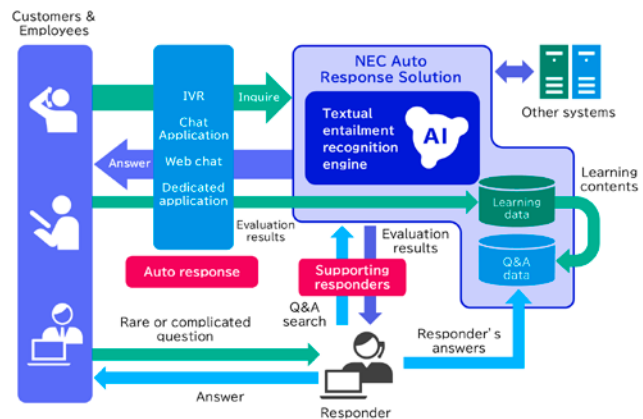 Customers &
Employees
IVR
Chat
Application
Web chat
Dedicated
application
Inquire
Answer
NEC Auto
Response Solution
Textual
entailment
recognition
engine
AI
Other systems
Learning
contents
Learning
data
Q&A
data
Evaluation
results
Evaluation
results
Auto response
Supporting
responders
Q&A
search
Rare or complicated
question
Responder's
answers
Answer
Responder